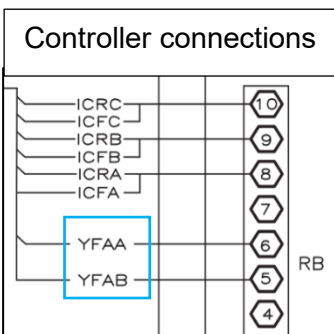 Controller connections
ICRC
ICFC
10
ICRB
9
ICFB
ICRA
8
ICFA
7
YFAA
6
RB
YFAB
5
4